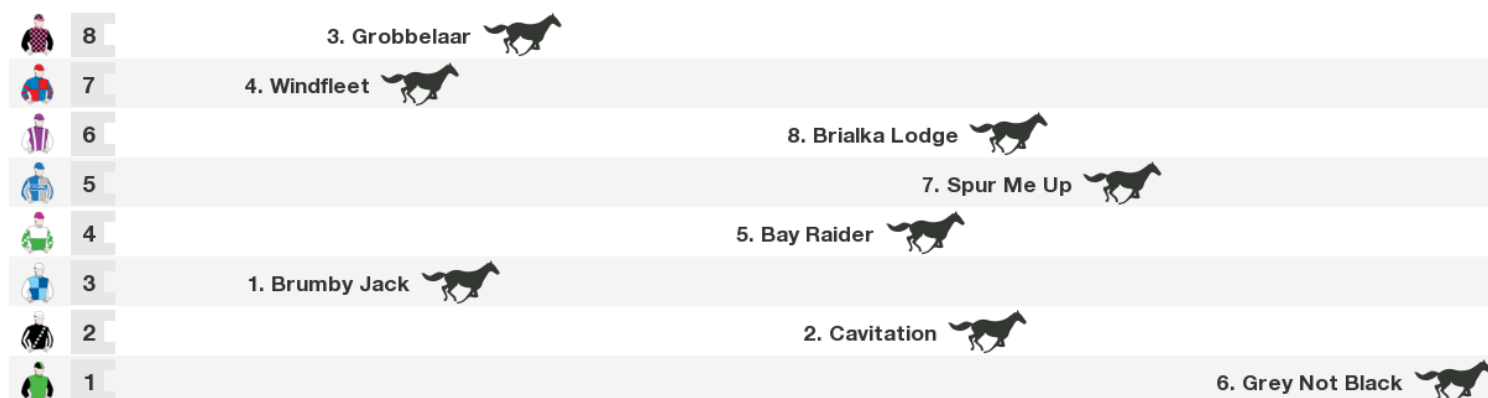 8 3. Grobbelaar
7 4. Windfleet
6 8. Brialka Lodge
5 7. Spur Me Up
4 5. Bay Raider
3 1. Brumby Jack
2 2. Cavitation
1 6. Grey Not Black